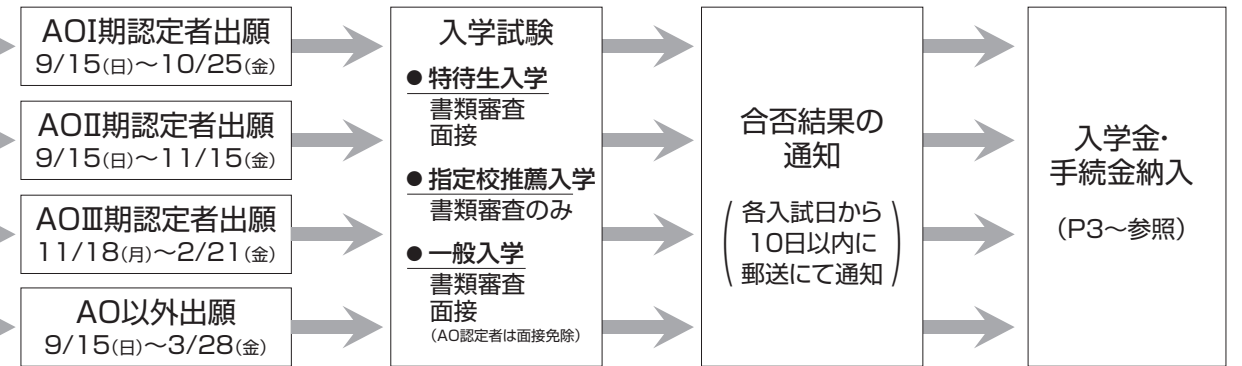 AOⅠ期認定者出願
9/15(日)～10/25(金)
AOⅡ期認定者出願
9/15(日)～11/15(金)
AOⅢ期認定者出願
11/18(月)～2/21(金)
AO以外出願
9/15(日)～3/28(金)
入学試験
●特待生入学
書類審査
面接
●指定校推薦入学
書類審査のみ
●一般入学
書類審査
面接
(AO認定者は面接免除)
合否結果の
通知
(各入試日から
10日以内に
郵送にて通知)
入学金・
手続金納入
(P3～参照)